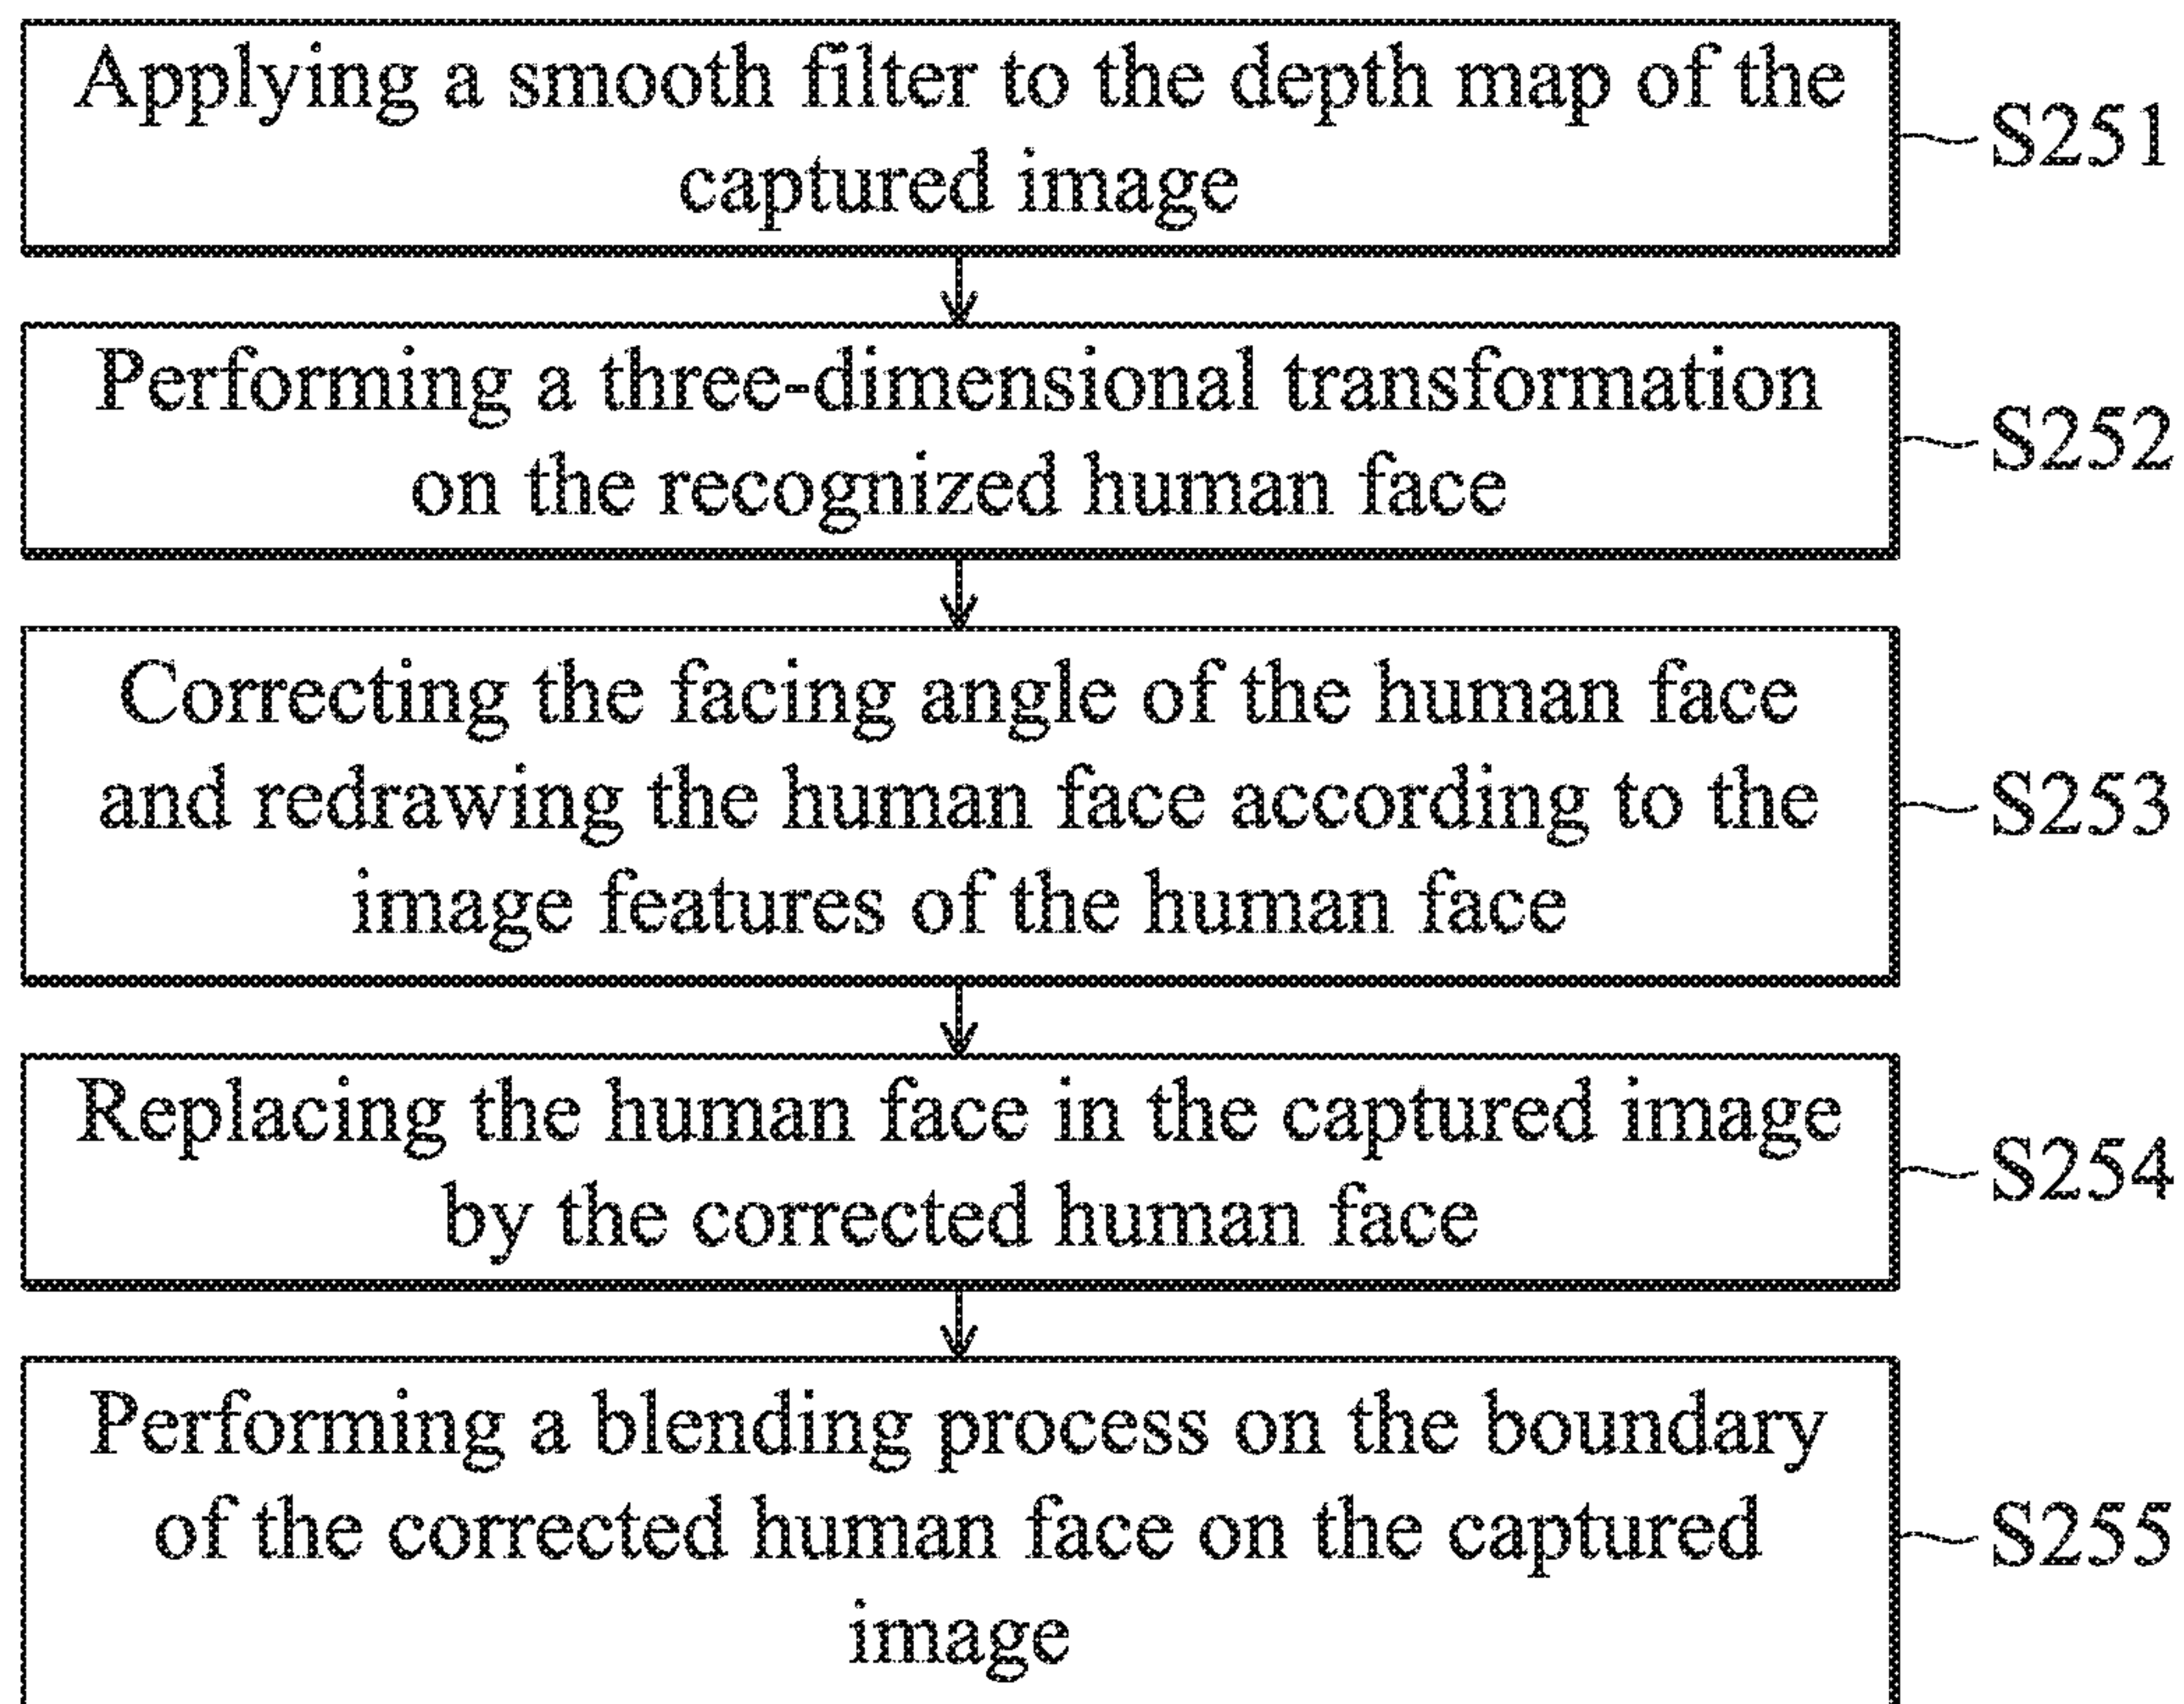 Applying a smooth filter to the depth map of the
captured image
S251
Performing a three-dimensional transformation
on the recognized human face
S252
Correcting the facing angle of the human face
and redrawing the human face according to the
image features of the human face
S253
Replacing the human face in the captured image
by the corrected human face
S254
Performing a blending process on the boundary
of the corrected human face on the captured
image
S255